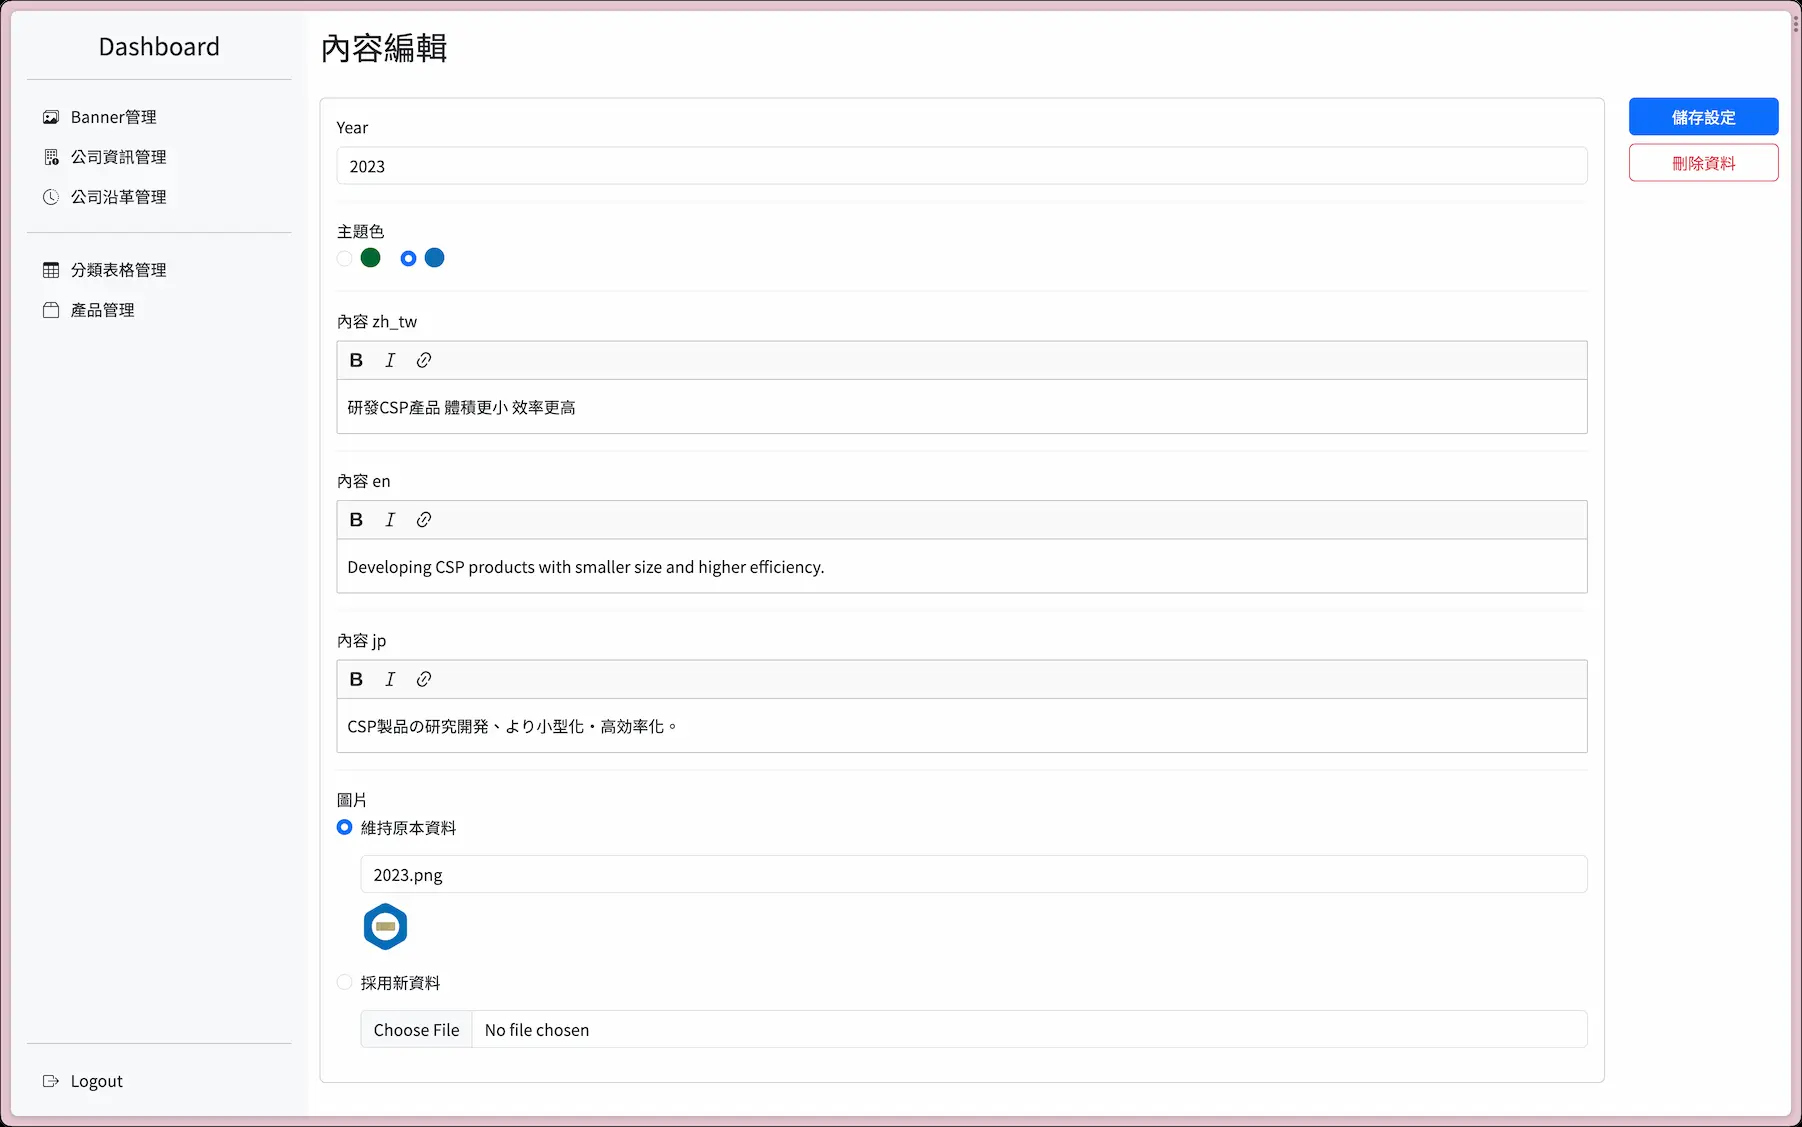 Dashboard
Banner管理
公司資訊管理
公司沿革管理
分類表格管理
產品管理
Logout
內容編輯
Year
2023
主題色
內容 zh_tw
B I
研發CSP產品 體積更小 效率更高
內容 en
B I
Developing CSP products with smaller size and higher efficiency.
內容 jp
B I
CSP製品の研究開発、より小型化・高効率化。
圖片
維持原本資料
2023.png
採用新資料
Choose File No file chosen
儲存設定
刪除資料